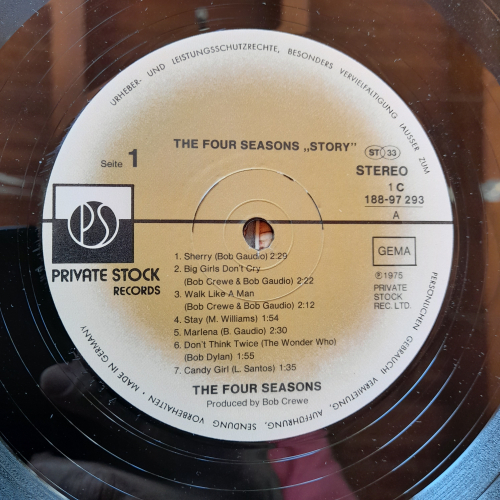 URHEBER- UND LEISTUNGSSCHUTZRECHTE, BESONDERS VERVIELFÄLTIGUNG (AUSSER ZUM PERSÖNLICHEN GEBRAUCH) VERMIETUNG, AUFFÜHRUNG, SENDUNG VORBEHALTEN • MADE IN GERMANY
THE FOUR SEASONS „STORY”
Seite 1
ST 33
STEREO
1 C
188-97 293
A
PS
PRIVATE STOCK
RECORDS
GEMA
℗1975
PRIVATE
STOCK
REC. LTD.
1. Sherry (Bob Gaudio) 2:29
2. Big Girls Don't Cry
(Bob Crewe & Bob Gaudio) 2:22
3. Walk Like A Man
(Bob Crewe & Bob Gaudio) 2:12
4. Stay (M. Williams) 1:54
5. Marlena (B. Gaudio) 2:30
6. Don't Think Twice (The Wonder Who)
(Bob Dylan) 1:55
7. Candy Girl (L. Santos) 1:35
THE FOUR SEASONS
Produced by Bob Crewe